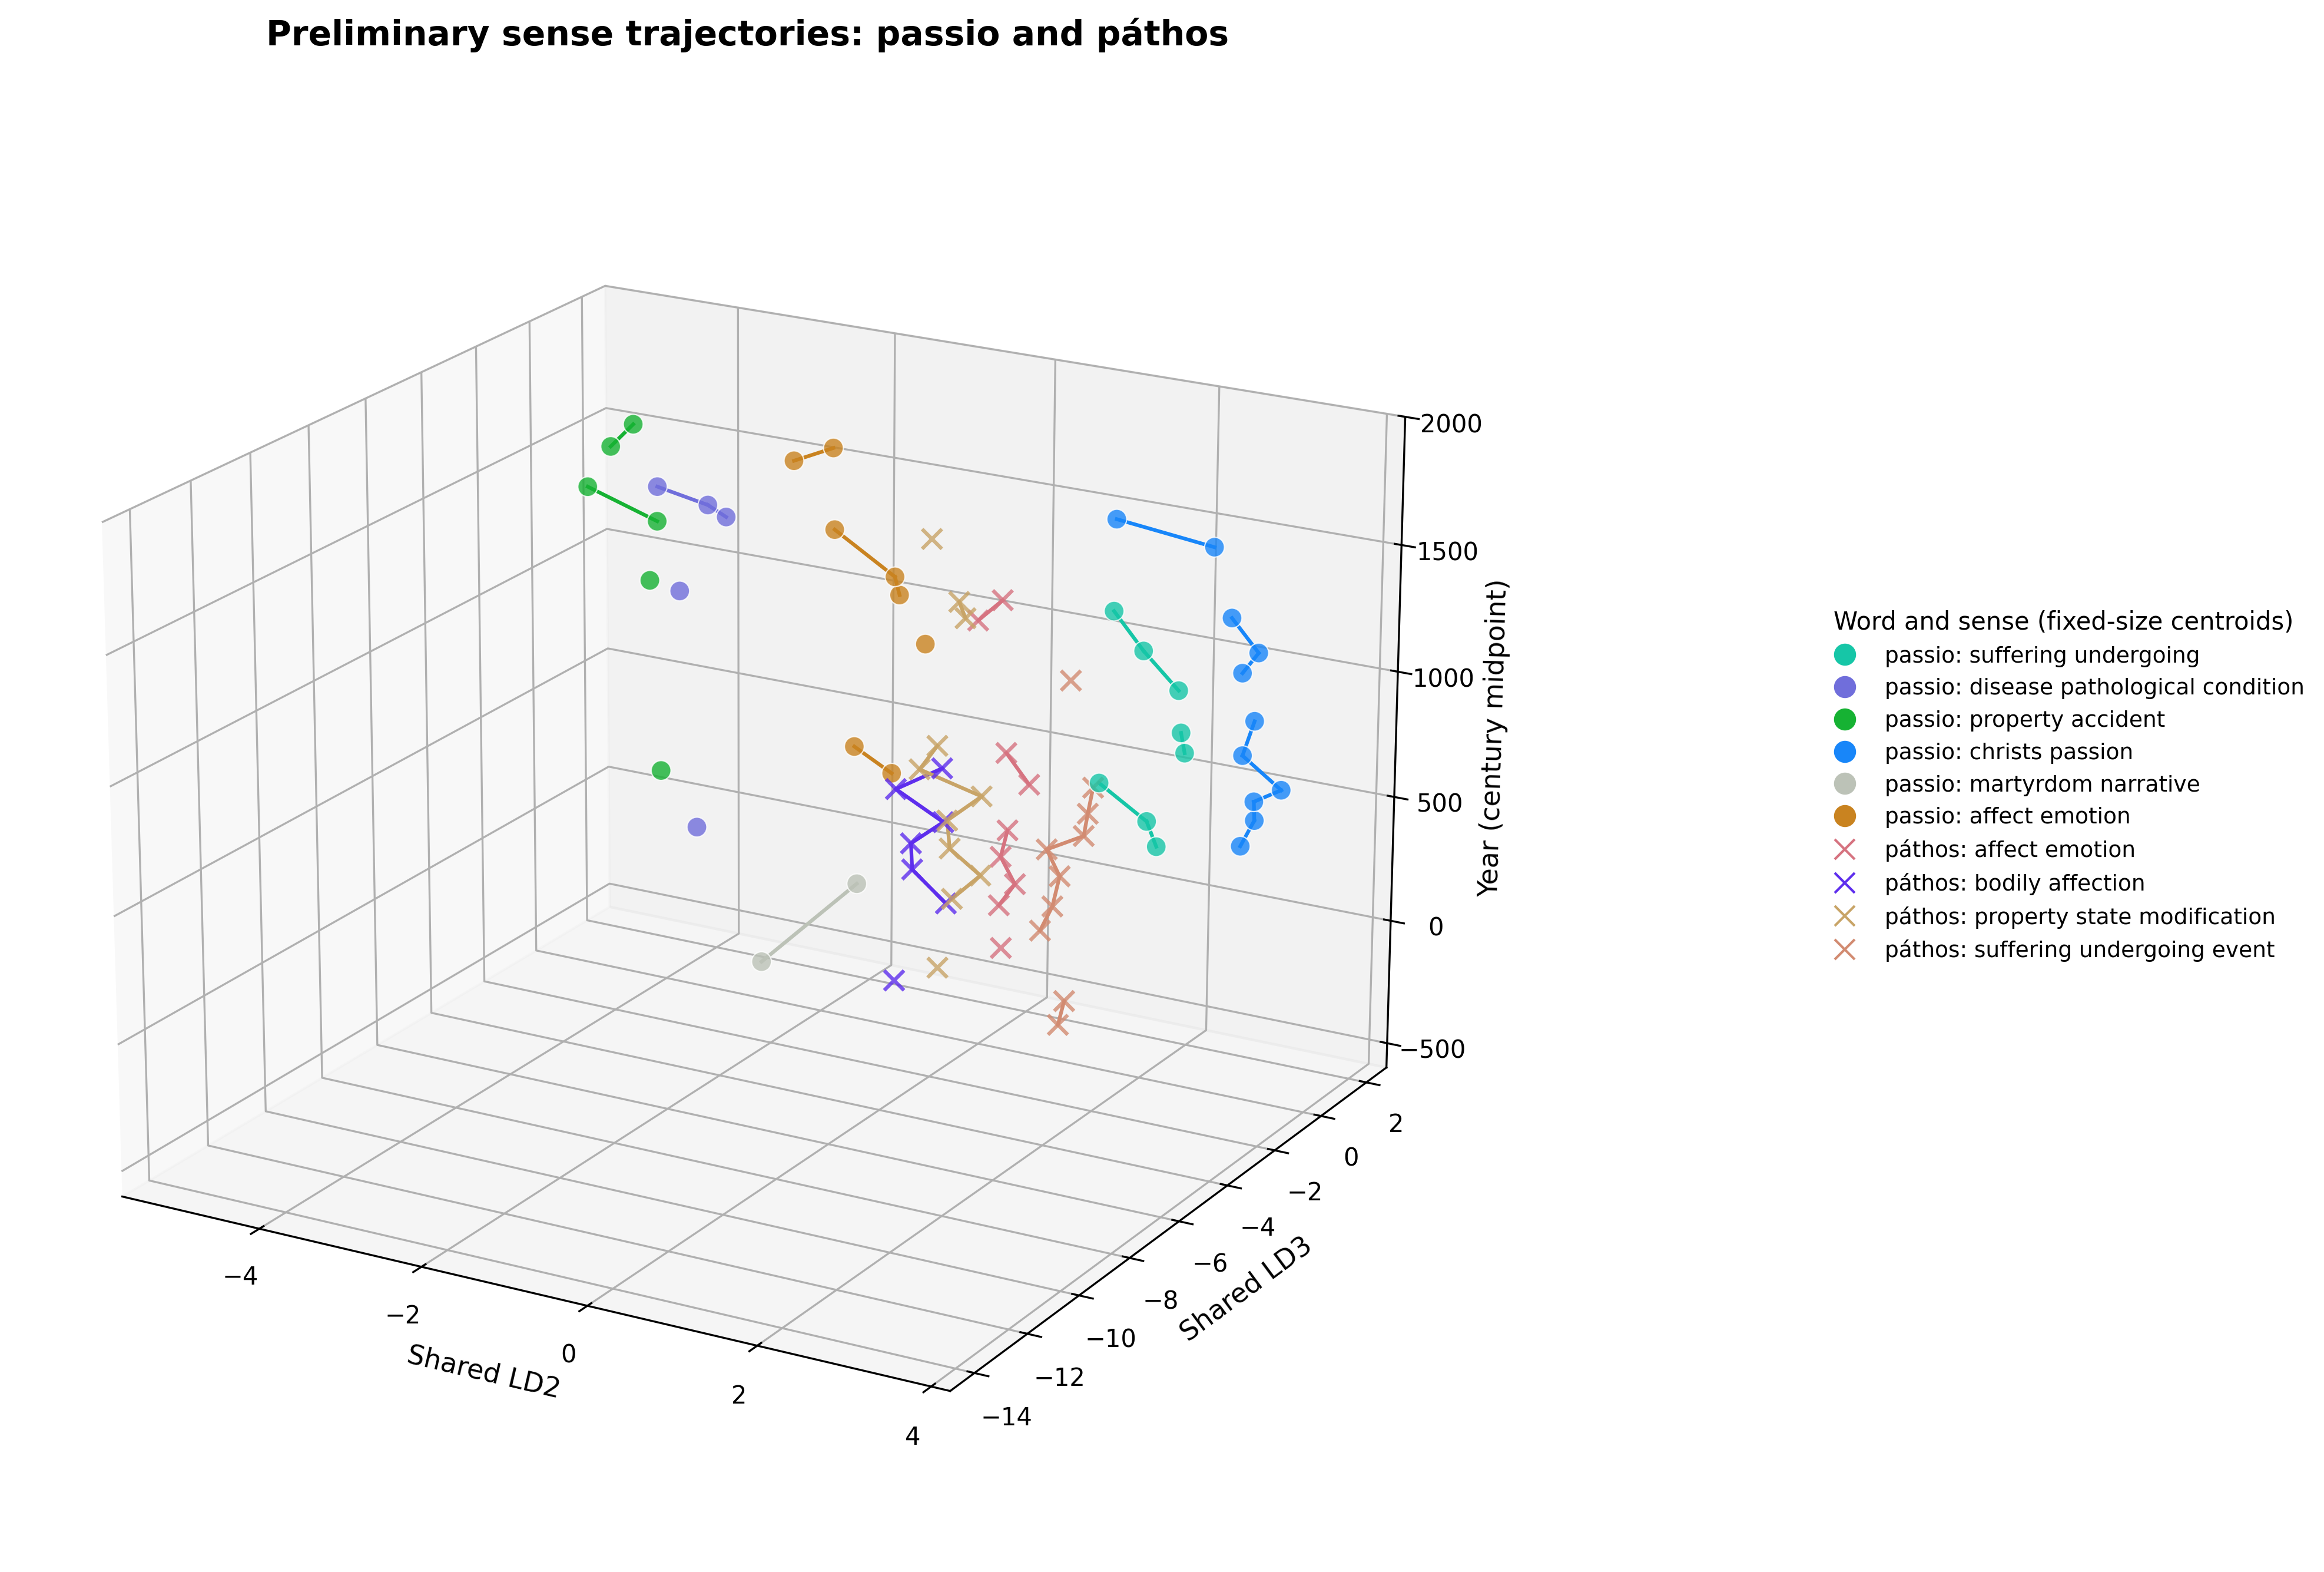 Preliminary sense trajectories: passio and páthos
2000
1500
1000
500
0
−500
Year (century midpoint)
2
0
−2
−4
−6
−8
−10
−12
−14
Shared LD3
−4
−2
0
2
4
Shared LD2
Word and sense (fixed-size centroids)
passio: suffering undergoing
passio: disease pathological condition
passio: property accident
passio: christs passion
passio: martyrdom narrative
passio: affect emotion
páthos: affect emotion
páthos: bodily affection
páthos: property state modification
páthos: suffering undergoing event